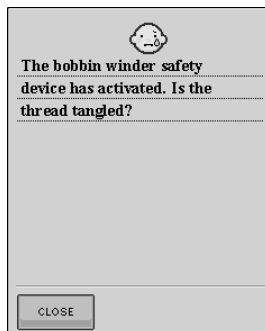 The bobbin winder safety
device has activated. Is the
thread tangled?
CLOSE